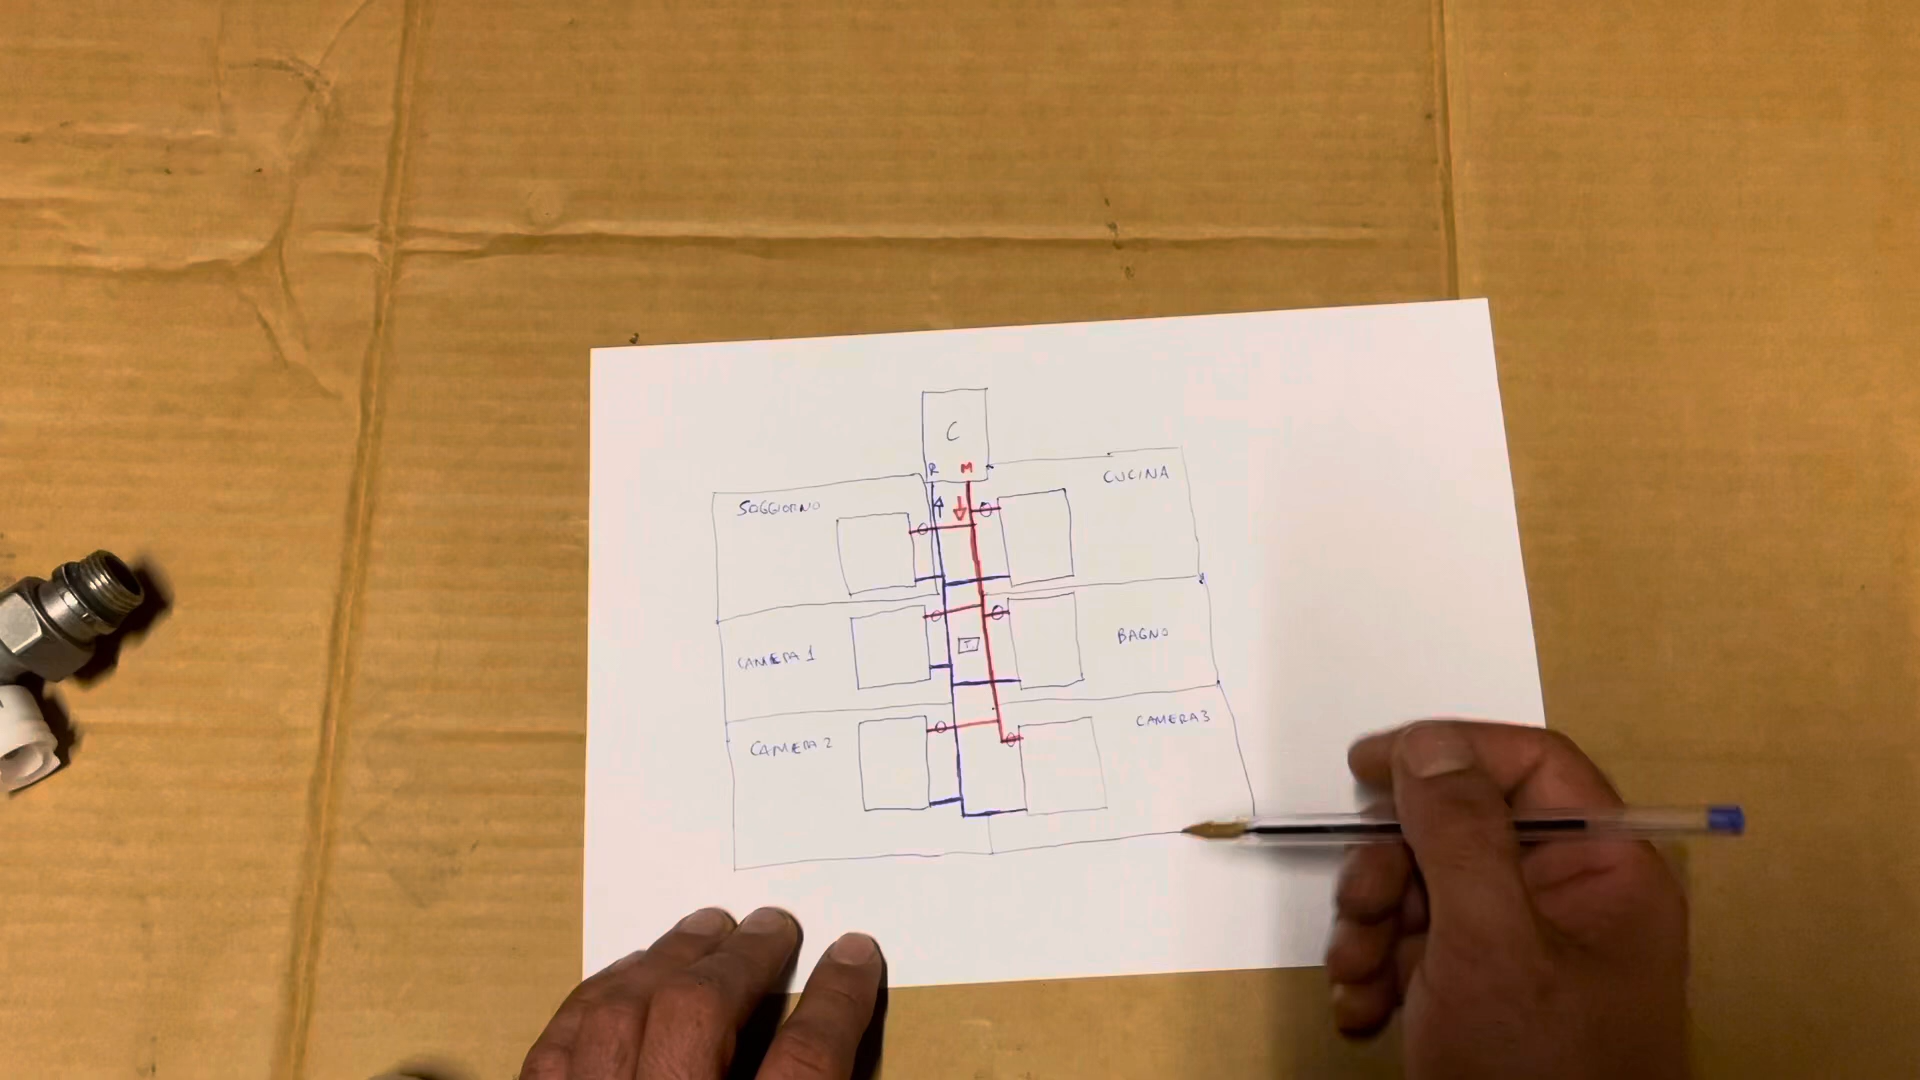 C
R M
CUCINA
SOGGIORNO
T
BAGNO
CAMERA 1
CAMERA 3
CAMERA 2